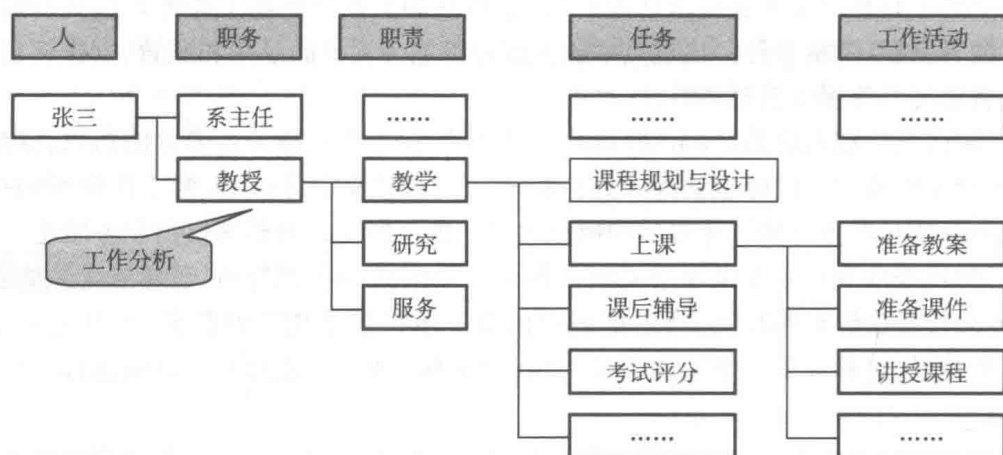 人 职务 职责 任务 工作活动
张三 系主任 …… …… ……
教授 教学 课程规划与设计
研究 上课 准备教案
工作分析
服务 课后辅导 准备课件
考试评分 讲授课程
…… ……